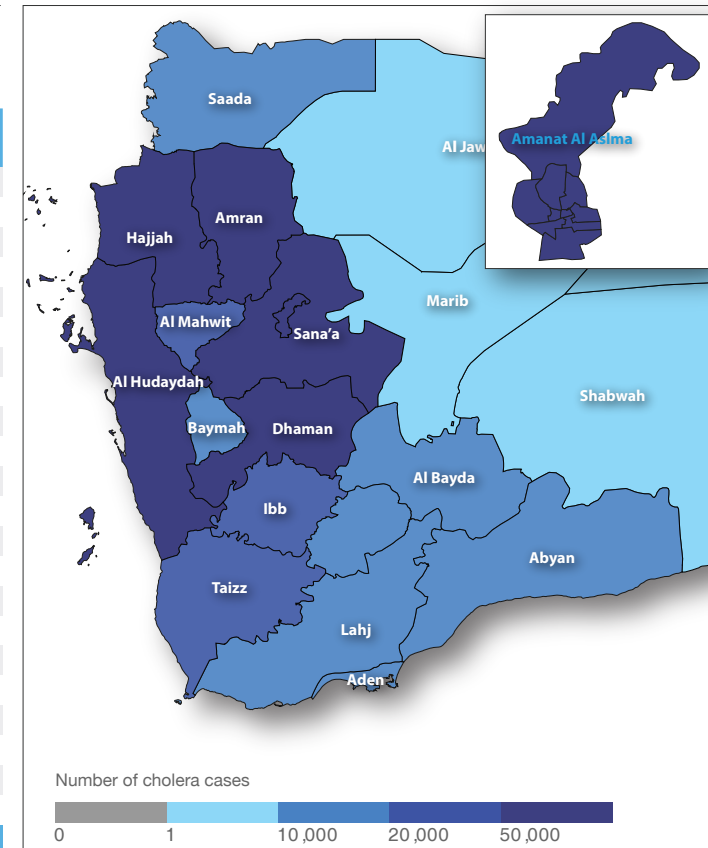 Saada
Al Jaw
Amanat Al Aslma
Hajjah
Amran
Marib
Al Mahwit
Sana’a
Al Hudaydah
Shabwah
Baymah
Dhaman
Al Bayda
Ibb
Abyan
Taizz
Lahj
Aden
Number of cholera cases
0 1 10,000 20,000 50,000